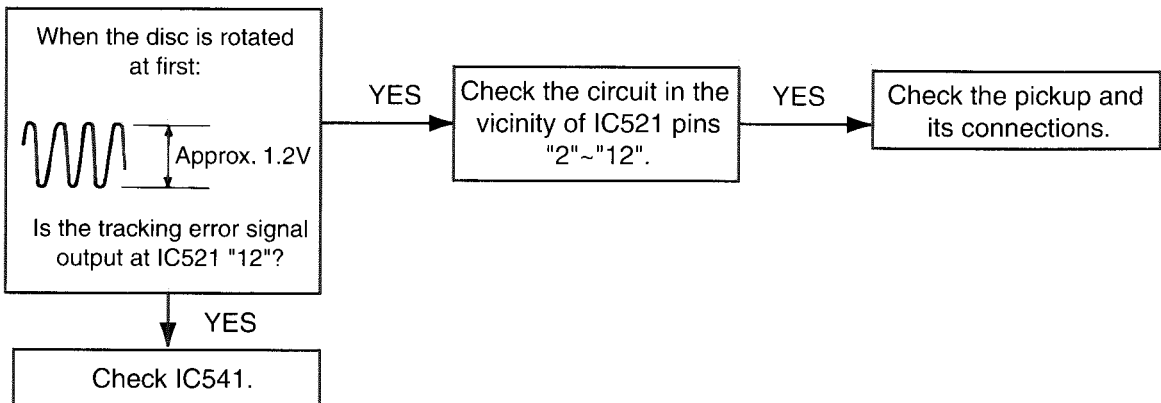 When the disc is rotated
at first:
Approx. 1.2V
Is the tracking error signal
output at IC521 "12"?
YES
Check the circuit in the
vicinity of IC521 pins
"2"~"12".
YES
Check the pickup and
its connections.
YES
Check IC541.